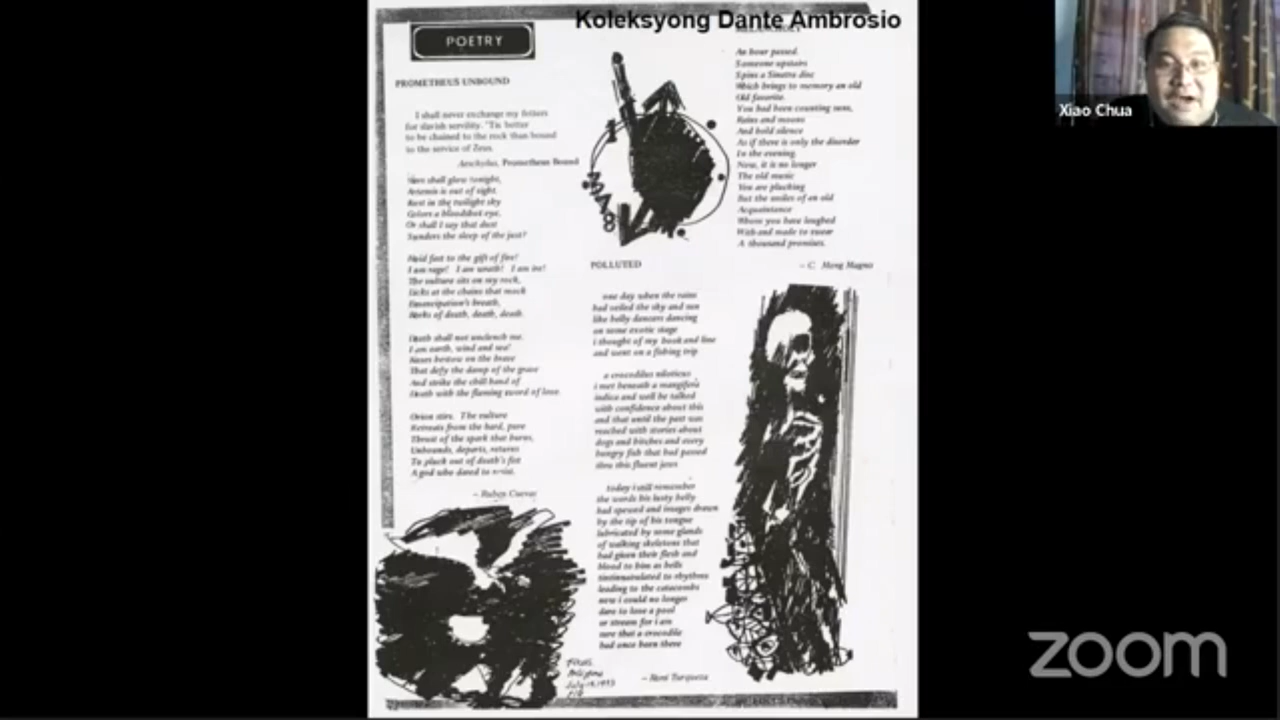 Koleksyong Dante Ambrosio
POETRY
PROMETHEUS UNBOUND
I shall never exchange my fetters
for slavish servility. 'Tis better
to be chained to the rock than bound
to the service of Zeus.
Aeschylus, Prometheus Bound
Mars shall glow tonight,
Artemis is out of sight.
Rust in the twilight sky
Colors a bloodshot eye,
Or shall I say that dust
Sunders the sleep of the just?
Hold fast to the gift of fire!
I am rage! I am wrath! I am ire!
The vulture sits on my rock,
Licks at the chains that mock
Emancipation's breath,
Reeks of death, death, death.
Death shall not unclench me.
I am earth, wind and sea!
Kisses bestow on the brave
That defy the damp of the grave
And strike the chill hand of
Death with the flaming sword of love.
Orion stirs. The vulture
Retreats from the hard, pure
Thrust of the spark that burns,
Unbounds, departs, returns
To pluck out of death's fist
A god who dared to resist.
– Ruben Cuevas
POLLUTED
one day when the rains
had veiled the sky and sun
like belly dancers dancing
on some exotic stage
i thought of my book and line
and went on a fishing trip
a crocodilus niloticus
i met beneath a mangifera
indica and well he talked
with confidence about this
and that until the past was
reached with stories about
dogs and bitches and every
hungry fish that had passed
thru this fluent jaws
today i still remember
the words his lusty belly
had spewed and images drawn
by the tip of his tongue
lubricated by some glands
of walking skeletons that
had given their flesh and
blood to him as bells
tintinnabulated to rhythms
leading to the catacombs
now i could no longer
dare to love a pool
or stream for i am
sure that a crocodile
had once been there
July 19, 1973
An hour passed.
Someone upstairs
Spins a Sinatra disc
Which brings to memory an old
Old favorite.
You had been counting suns,
Rains and moons
And hold silence
As if there is only the disorder
In the evening.
Now, it is no longer
The old music
You are plucking
But the smiles of an old
Acquaintance
Whom you have laughed
With and made to swear
A thousand promises.
– C. Mong Magno
Xiao Chua
zoom